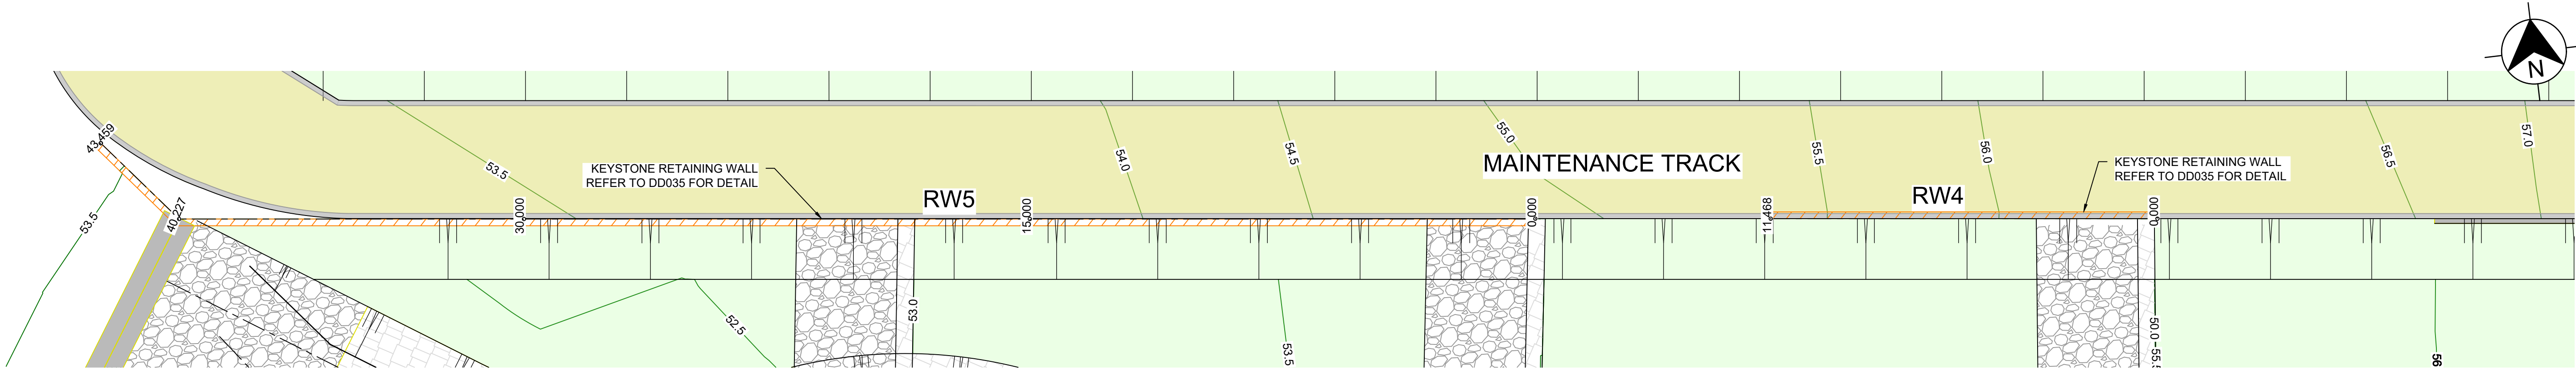 N
43.459
53.5
40.227
53.5
30.000
KEYSTONE RETAINING WALL
REFER TO DD035 FOR DETAIL
RW5
15.000
54.0
54.5
55.0
MAINTENANCE TRACK
0.000
11.468
55.5
56.0
RW4
KEYSTONE RETAINING WALL
REFER TO DD035 FOR DETAIL
0.000
56.5
57.0
52.5
53.0
53.5